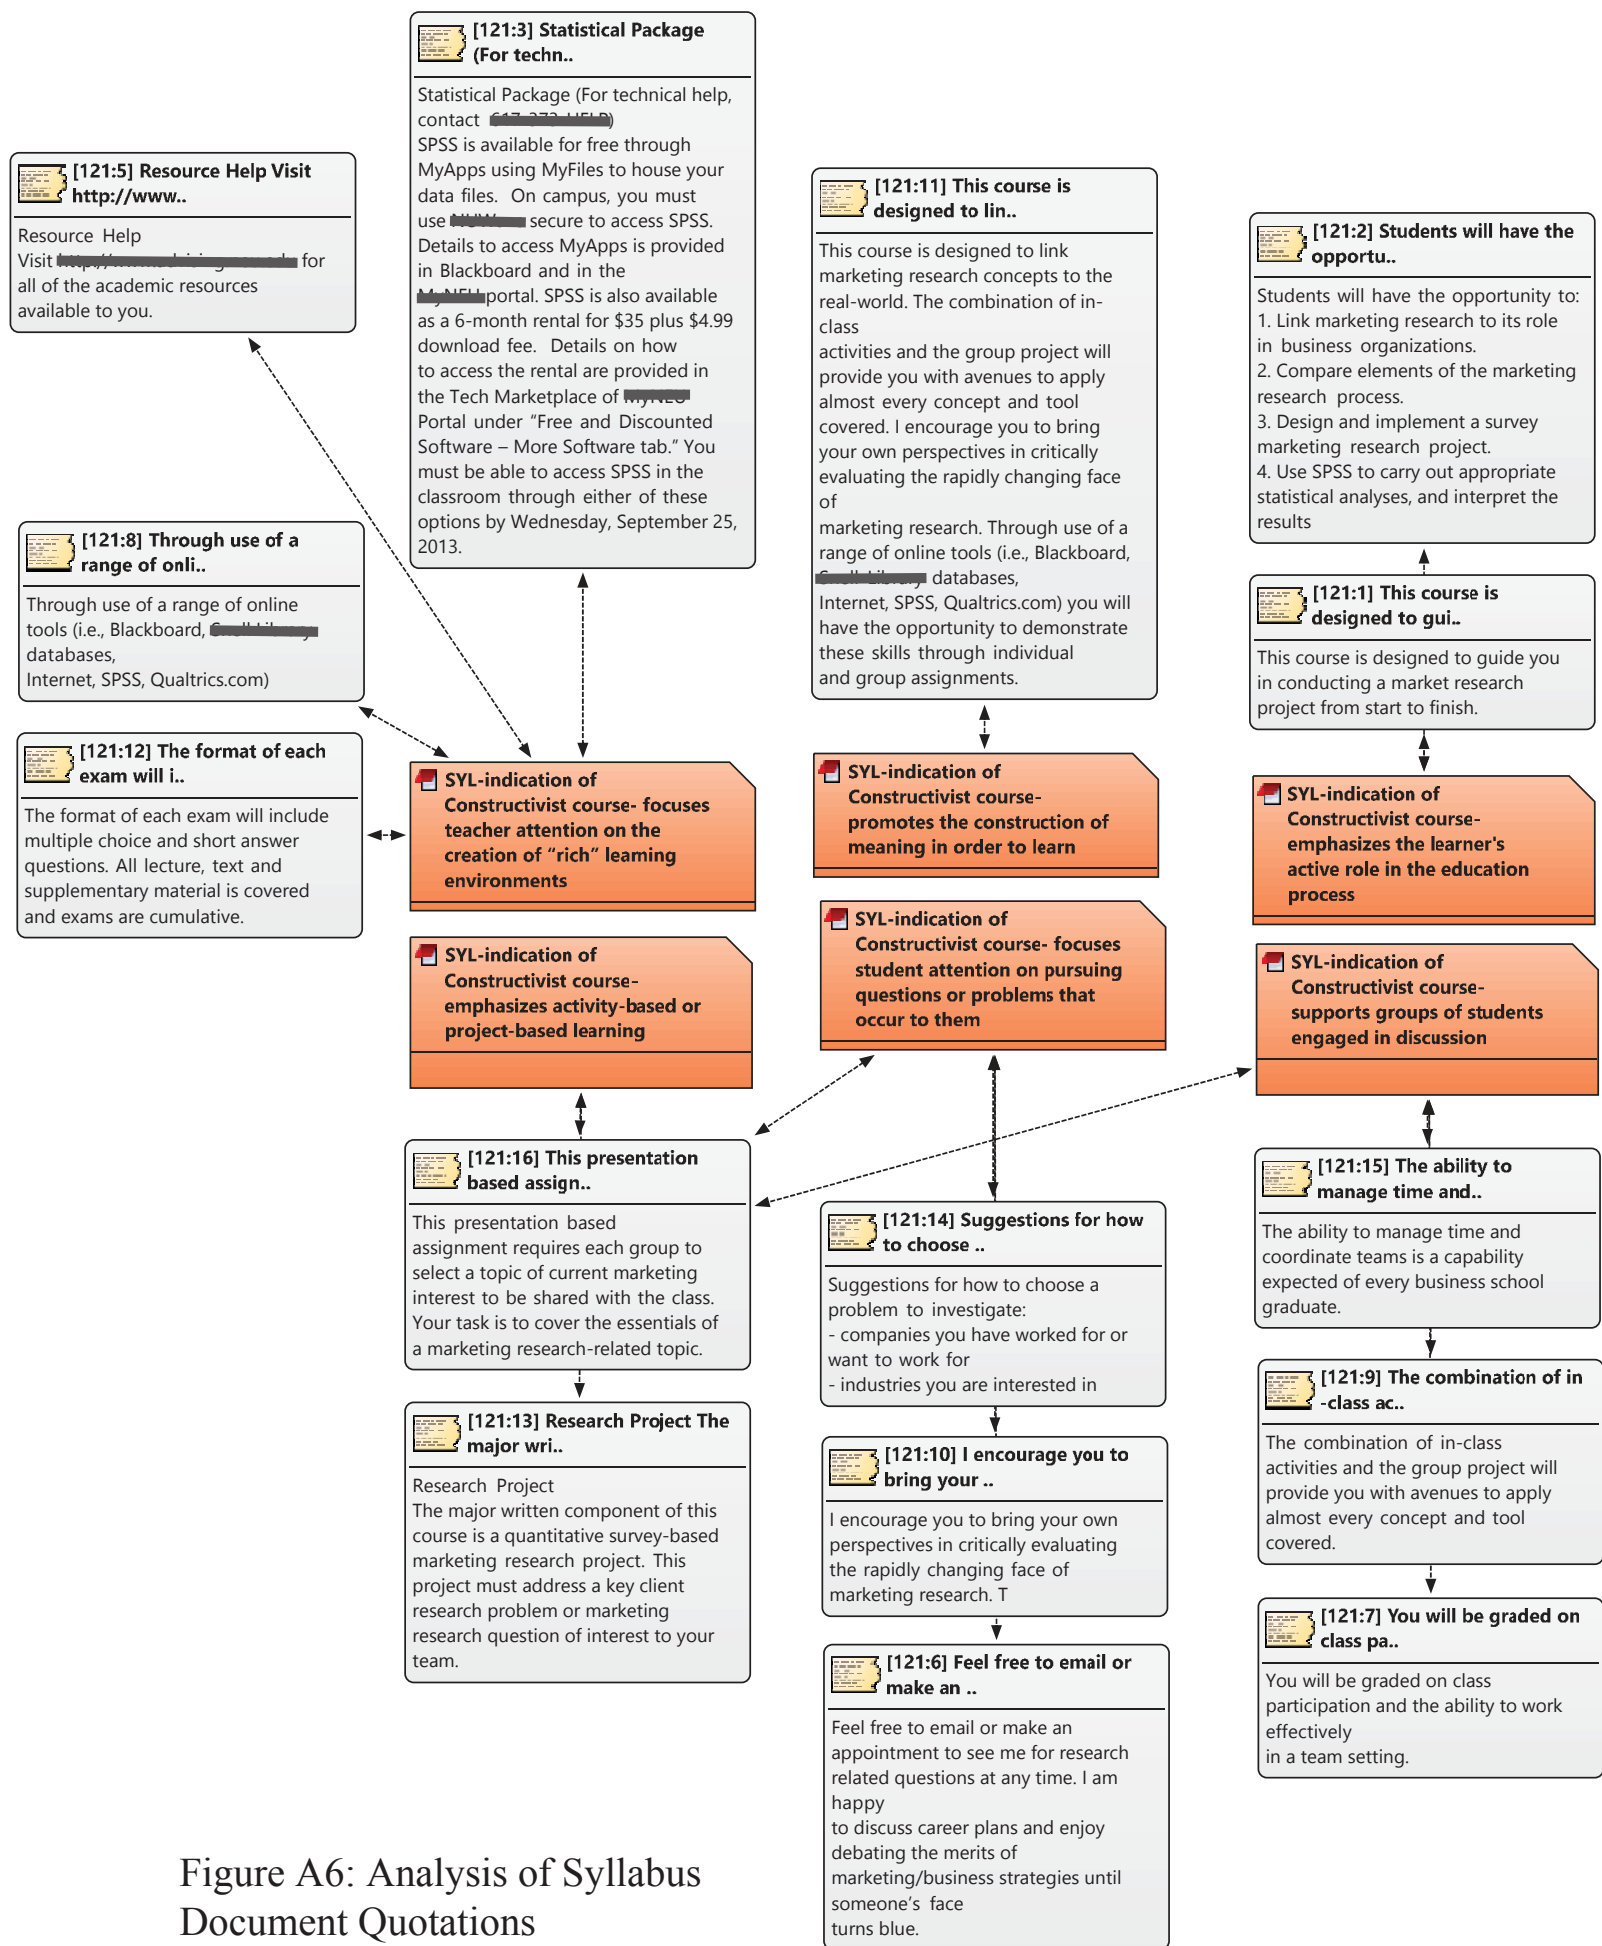 [121:3] Statistical Package
(For techn..
Statistical Package (For technical help,
contact )
SPSS is available for free through
MyApps using MyFiles to house your
data files. On campus, you must
use secure to access SPSS.
Details to access MyApps is provided
in Blackboard and in the
portal. SPSS is also available
as a 6-month rental for $35 plus $4.99
download fee. Details on how
to access the rental are provided in
the Tech Marketplace of
Portal under “Free and Discounted
Software – More Software tab.” You
must be able to access SPSS in the
classroom through either of these
options by Wednesday, September 25,
2013.
[121:5] Resource Help Visit
http://www..
Resource Help
Visit for
all of the academic resources
available to you.
[121:11] This course is
designed to lin..
This course is designed to link
marketing research concepts to the
real-world. The combination of in-
class
activities and the group project will
provide you with avenues to apply
almost every concept and tool
covered. I encourage you to bring
your own perspectives in critically
evaluating the rapidly changing face
of
marketing research. Through use of a
range of online tools (i.e., Blackboard,
databases,
Internet, SPSS, Qualtrics.com) you will
have the opportunity to demonstrate
these skills through individual
and group assignments.
[121:2] Students will have the
opportu..
Students will have the opportunity to:
1. Link marketing research to its role
in business organizations.
2. Compare elements of the marketing
research process.
3. Design and implement a survey
marketing research project.
4. Use SPSS to carry out appropriate
statistical analyses, and interpret the
results
[121:8] Through use of a
range of onli..
Through use of a range of online
tools (i.e., Blackboard,
databases,
Internet, SPSS, Qualtrics.com)
[121:1] This course is
designed to gui..
This course is designed to guide you
in conducting a market research
project from start to finish.
[121:12] The format of each
exam will i..
The format of each exam will include
multiple choice and short answer
questions. All lecture, text and
supplementary material is covered
and exams are cumulative.
SYL-indication of
Constructivist course- focuses
teacher attention on the
creation of “rich” learning
environments
SYL-indication of
Constructivist course-
promotes the construction of
meaning in order to learn
SYL-indication of
Constructivist course-
emphasizes the learner's
active role in the education
process
SYL-indication of
Constructivist course-
emphasizes activity-based or
project-based learning
SYL-indication of
Constructivist course- focuses
student attention on pursuing
questions or problems that
occur to them
SYL-indication of
Constructivist course-
supports groups of students
engaged in discussion
[121:16] This presentation
based assign..
This presentation based
assignment requires each group to
select a topic of current marketing
interest to be shared with the class.
Your task is to cover the essentials of
a marketing research-related topic.
[121:14] Suggestions for how
to choose ..
Suggestions for how to choose a
problem to investigate:
- companies you have worked for or
want to work for
- industries you are interested in
[121:15] The ability to
manage time and..
The ability to manage time and
coordinate teams is a capability
expected of every business school
graduate.
[121:13] Research Project The
major wri..
Research Project
The major written component of this
course is a quantitative survey-based
marketing research project. This
project must address a key client
research problem or marketing
research question of interest to your
team.
[121:10] I encourage you to
bring your ..
I encourage you to bring your own
perspectives in critically evaluating
the rapidly changing face of
marketing research. T
[121:9] The combination of in
-class ac..
The combination of in-class
activities and the group project will
provide you with avenues to apply
almost every concept and tool
covered.
[121:6] Feel free to email or
make an ..
Feel free to email or make an
appointment to see me for research
related questions at any time. I am
happy
to discuss career plans and enjoy
debating the merits of
marketing/business strategies until
someone’s face
turns blue.
[121:7] You will be graded on
class pa..
You will be graded on class
participation and the ability to work
effectively
in a team setting.
Figure A6: Analysis of Syllabus
Document Quotations